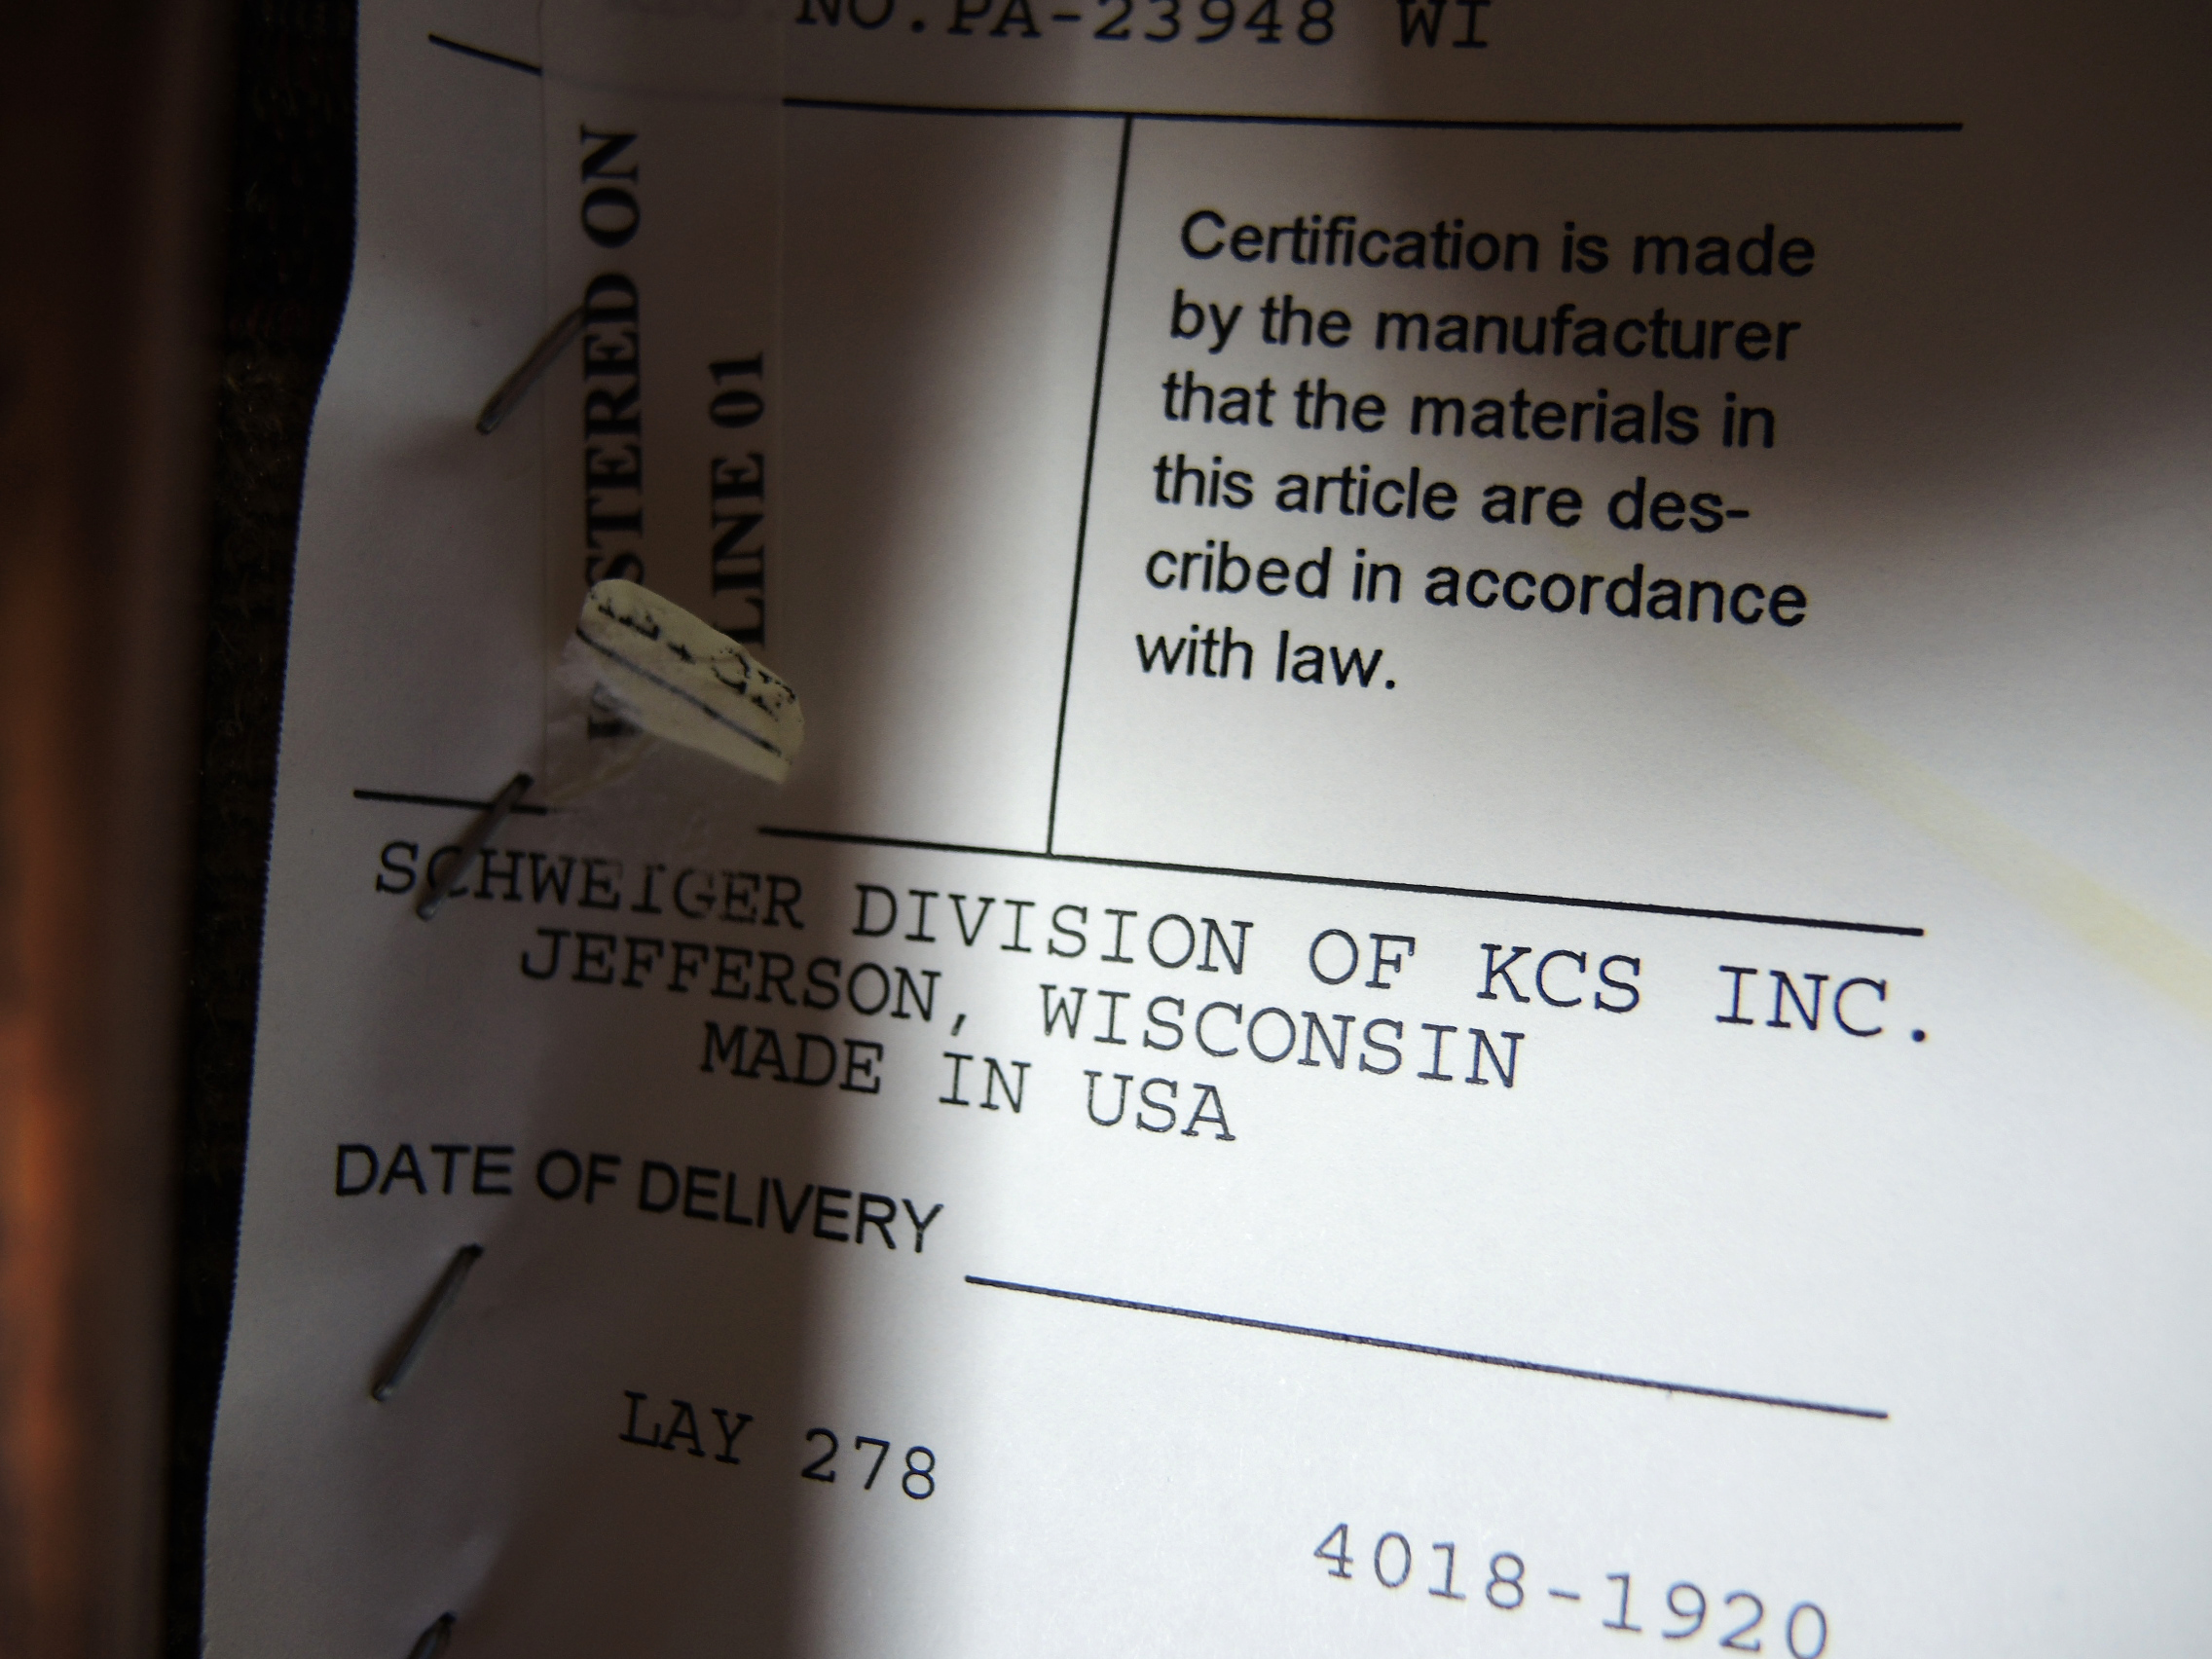 NO.PA-23948 WI
STERED ON
LINE 01
Certification is made
by the manufacturer
that the materials in
this article are des-
cribed in accordance
with law.
SCHWEIGER DIVISION OF KCS INC.
JEFFERSON, WISCONSIN
MADE IN USA
DATE OF DELIVERY
LAY 278
4018-1920